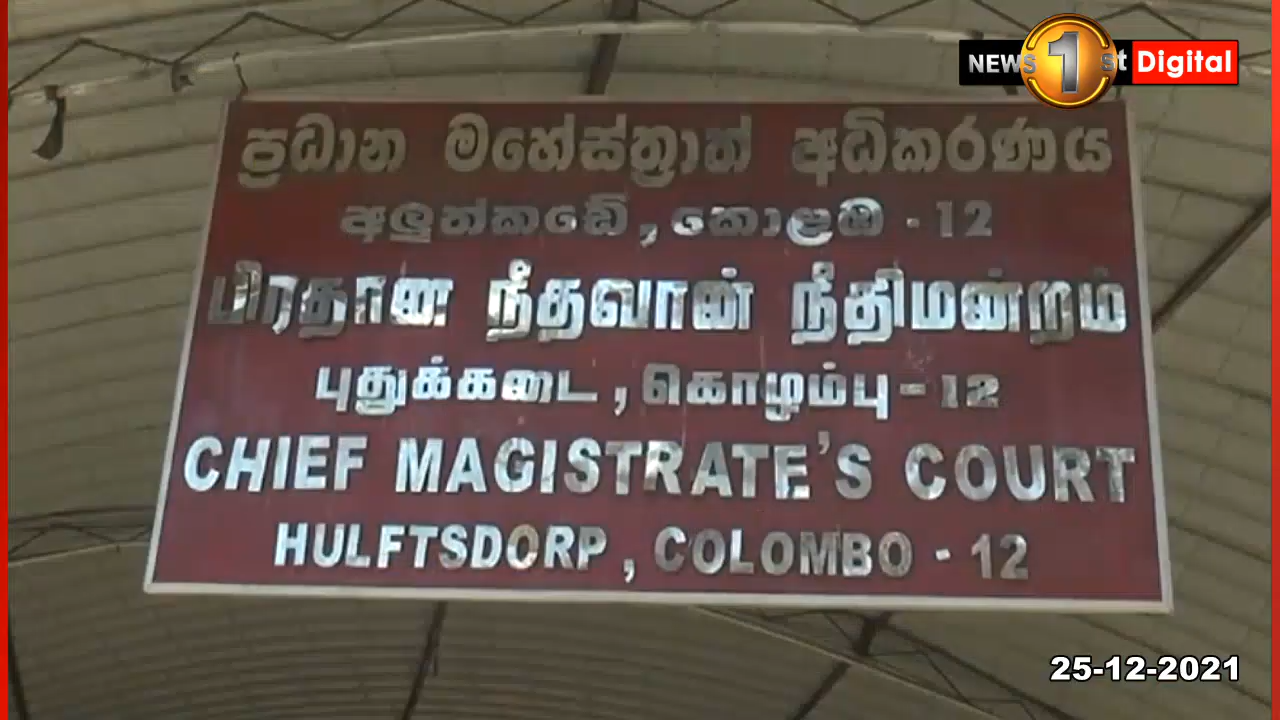 NEWS 1st Digital
ප්‍රධාන මහේස්ත්‍රාත් අධිකරණය
අලුත්කඩේ, කොළඹ - 12
பிரதான நீதவான் நீதிமன்றம்
புதுக்கடை, கொழும்பு - 12
CHIEF MAGISTRATE'S COURT
HULFTSDORP, COLOMBO - 12
25-12-2021